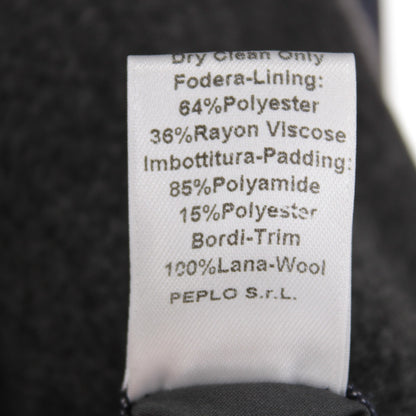 Dry Clean Only
Fodera-Lining:
64%Polyester
36%Rayon Viscose
Imbottitura-Padding:
85%Polyamide
15%Polyester
Bordi-Trim
100%Lana-Wool
PEPLO S.r.L.